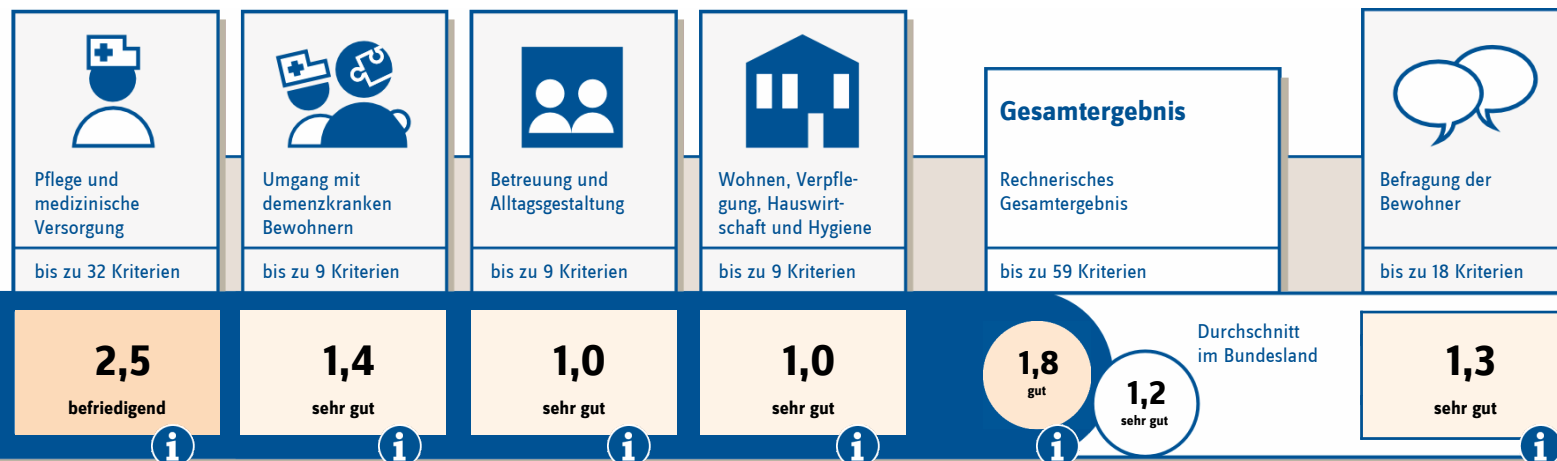 Pflege und
medizinische
Versorgung
bis zu 32 Kriterien
2,5
befriedigend
Umgang mit
demenzkranken
Bewohnern
bis zu 9 Kriterien
1,4
sehr gut
Betreuung und
Alltagsgestaltung
bis zu 9 Kriterien
1,0
sehr gut
Wohnen, Verpfle-
gung, Hauswirt-
schaft und Hygiene
bis zu 9 Kriterien
1,0
sehr gut
Gesamtergebnis
Rechnerisches
Gesamtergebnis
bis zu 59 Kriterien
1,8
gut
Durchschnitt
im Bundesland
1,2
sehr gut
Befragung der
Bewohner
bis zu 18 Kriterien
1,3
sehr gut